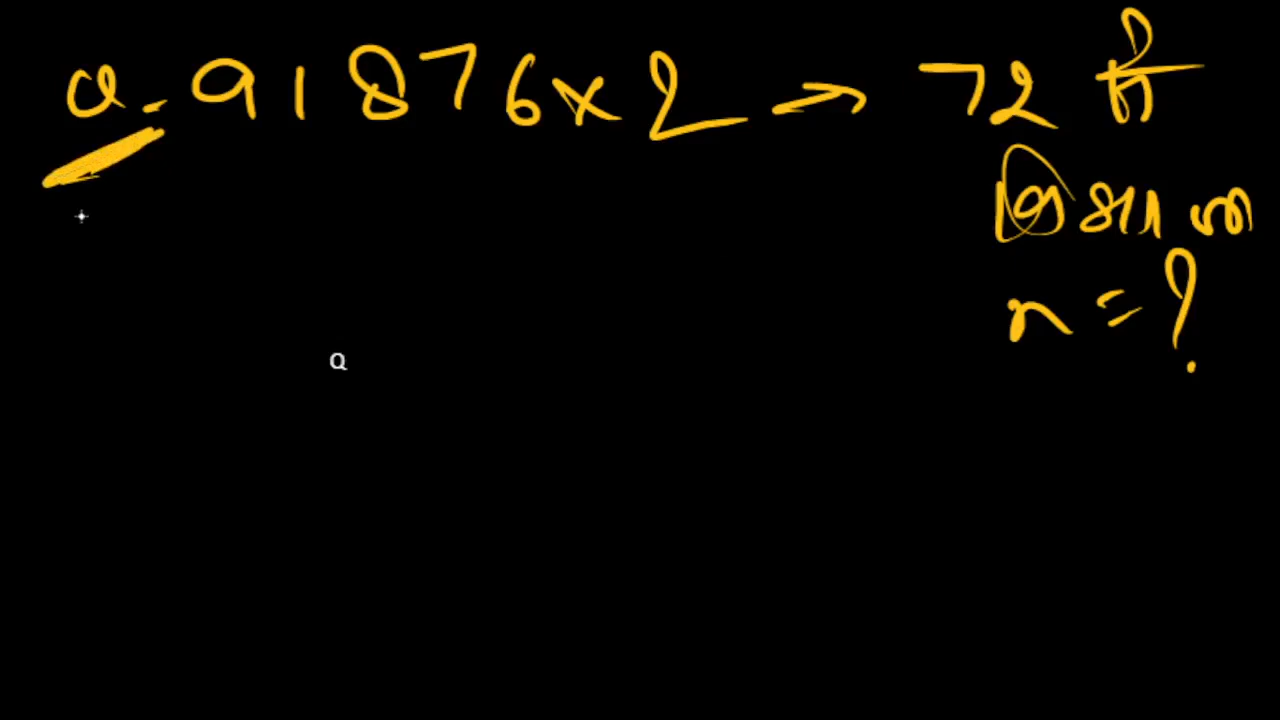 Q. 91876x2 → 72 से
विभाज्य
x = ?
Q